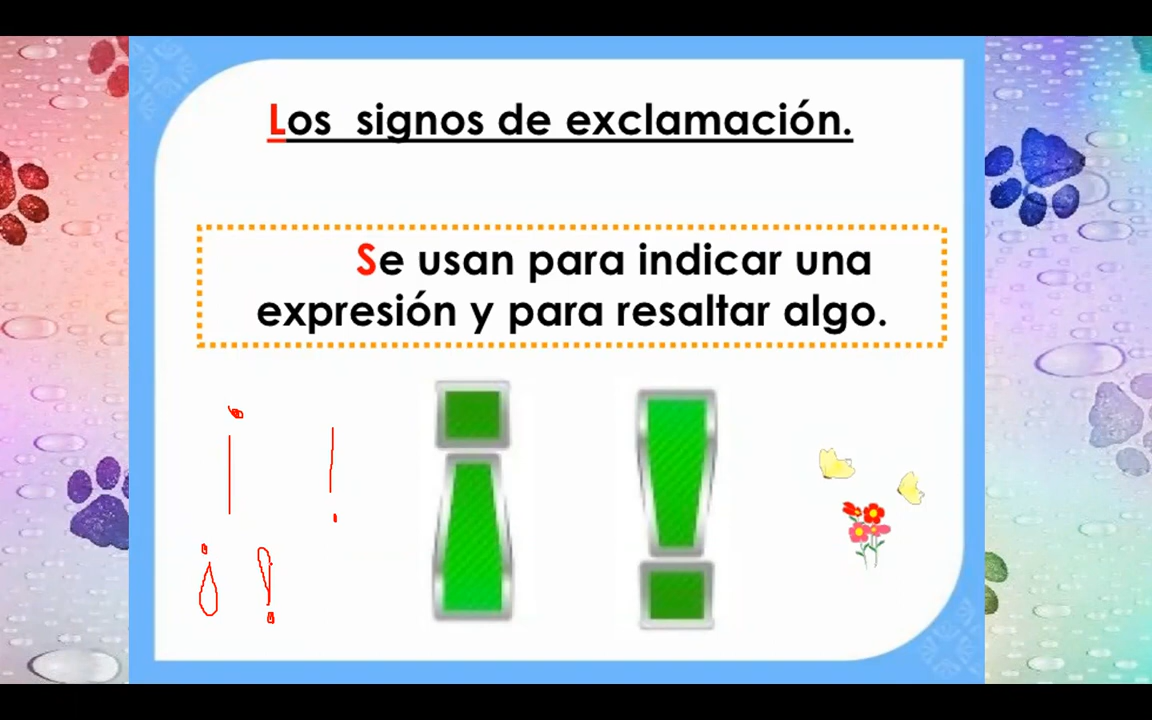 Los signos de exclamación.
Se usan para indicar una
expresión y para resaltar algo.
¡ !
¡ !